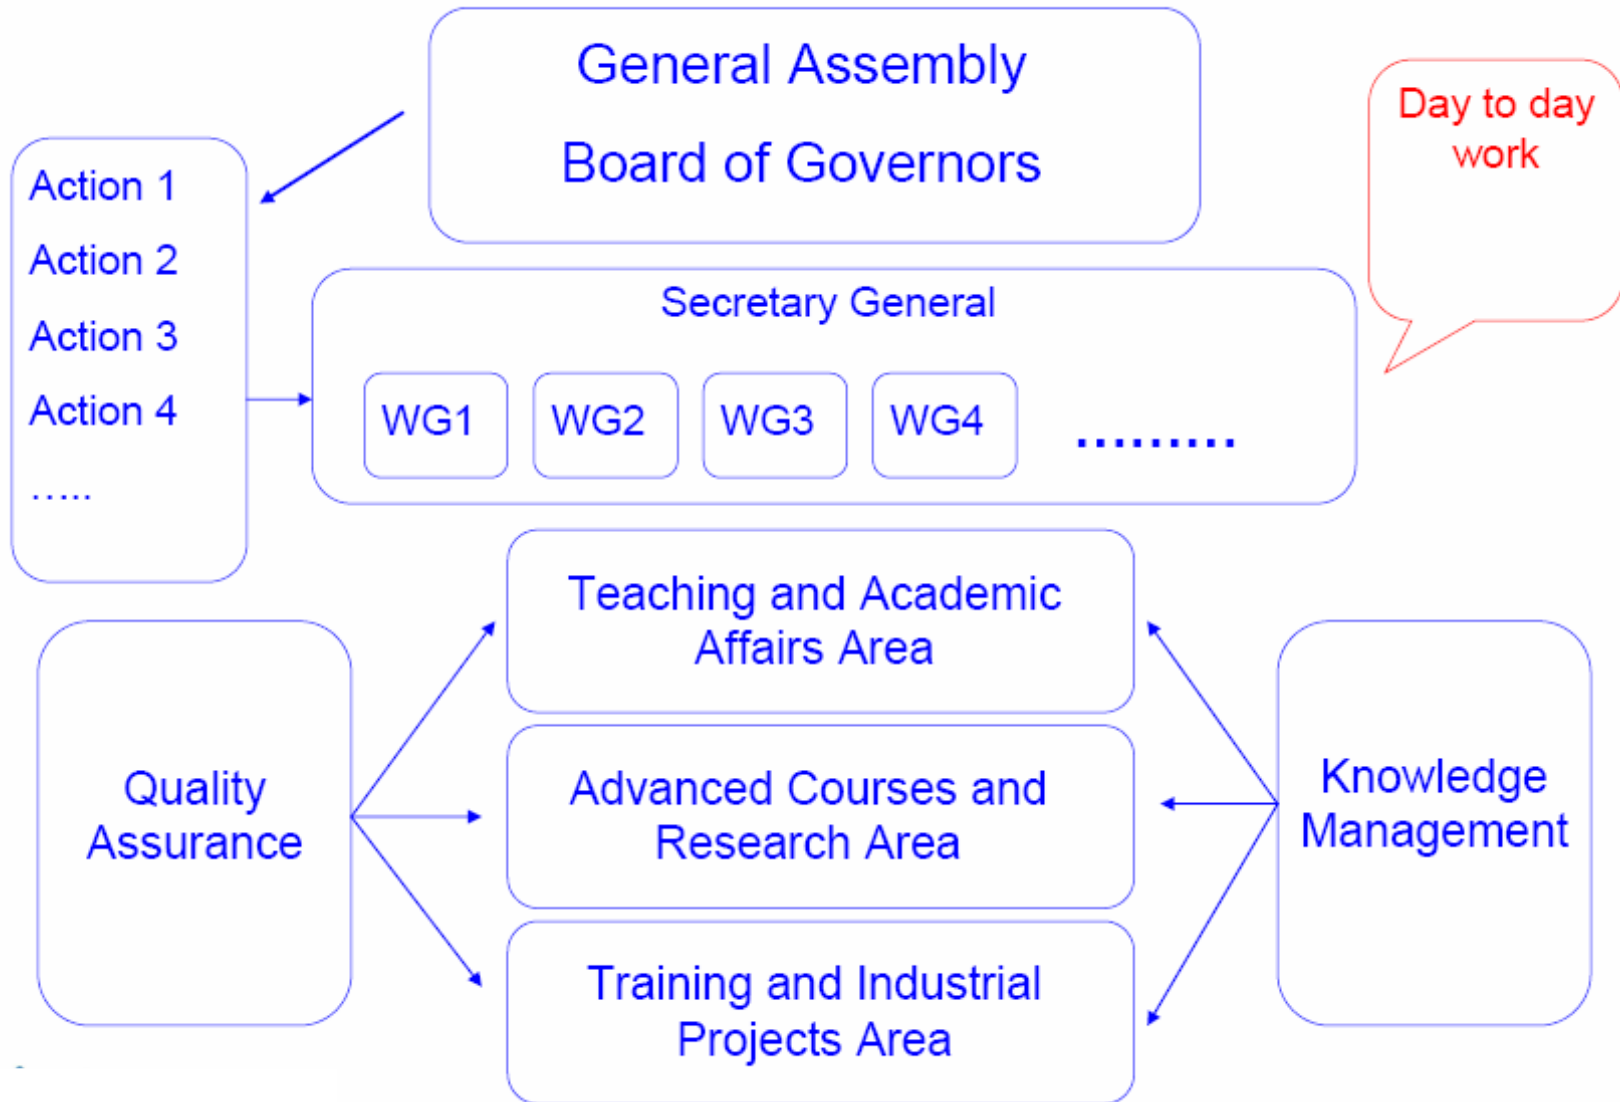 General Assembly
Board of Governors
Day to day
work
Action 1
Action 2
Action 3
Action 4
…..
Secretary General
WG1
WG2
WG3
WG4
.........
Teaching and Academic
Affairs Area
Quality
Assurance
Advanced Courses and
Research Area
Knowledge
Management
Training and Industrial
Projects Area